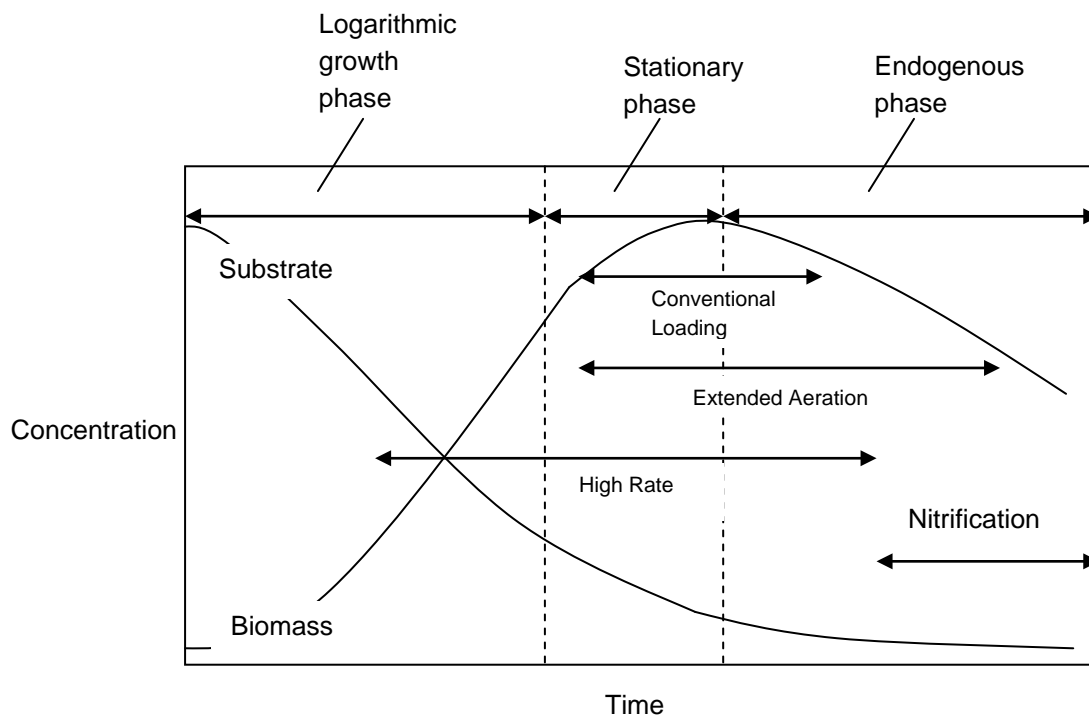 Logarithmic
growth
phase
Stationary
phase
Endogenous
phase
Substrate
Conventional
Loading
Extended Aeration
Concentration
High Rate
Nitrification
Biomass
Time